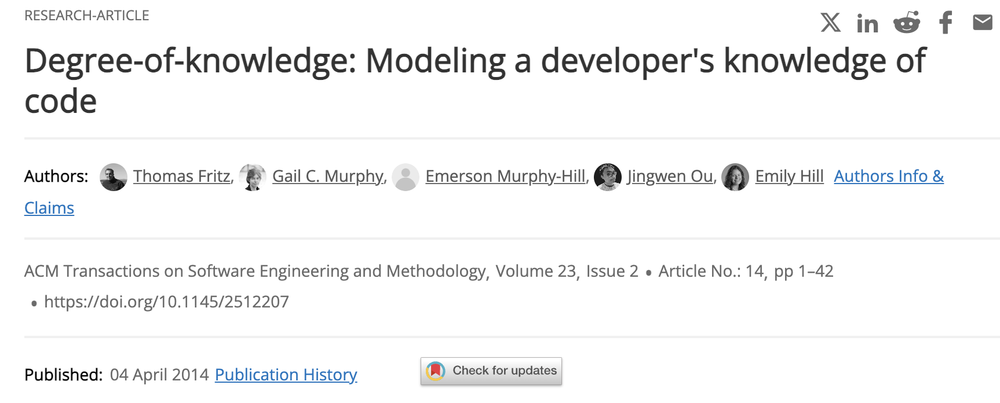 RESEARCH-ARTICLE
Degree-of-knowledge: Modeling a developer's knowledge of
code
Authors: Thomas Fritz, Gail C. Murphy, Emerson Murphy-Hill, Jingwen Ou, Emily Hill Authors Info &
Claims
ACM Transactions on Software Engineering and Methodology, Volume 23, Issue 2 • Article No.: 14, pp 1–42
• https://doi.org/10.1145/2512207
Published: 04 April 2014 Publication History Check for updates